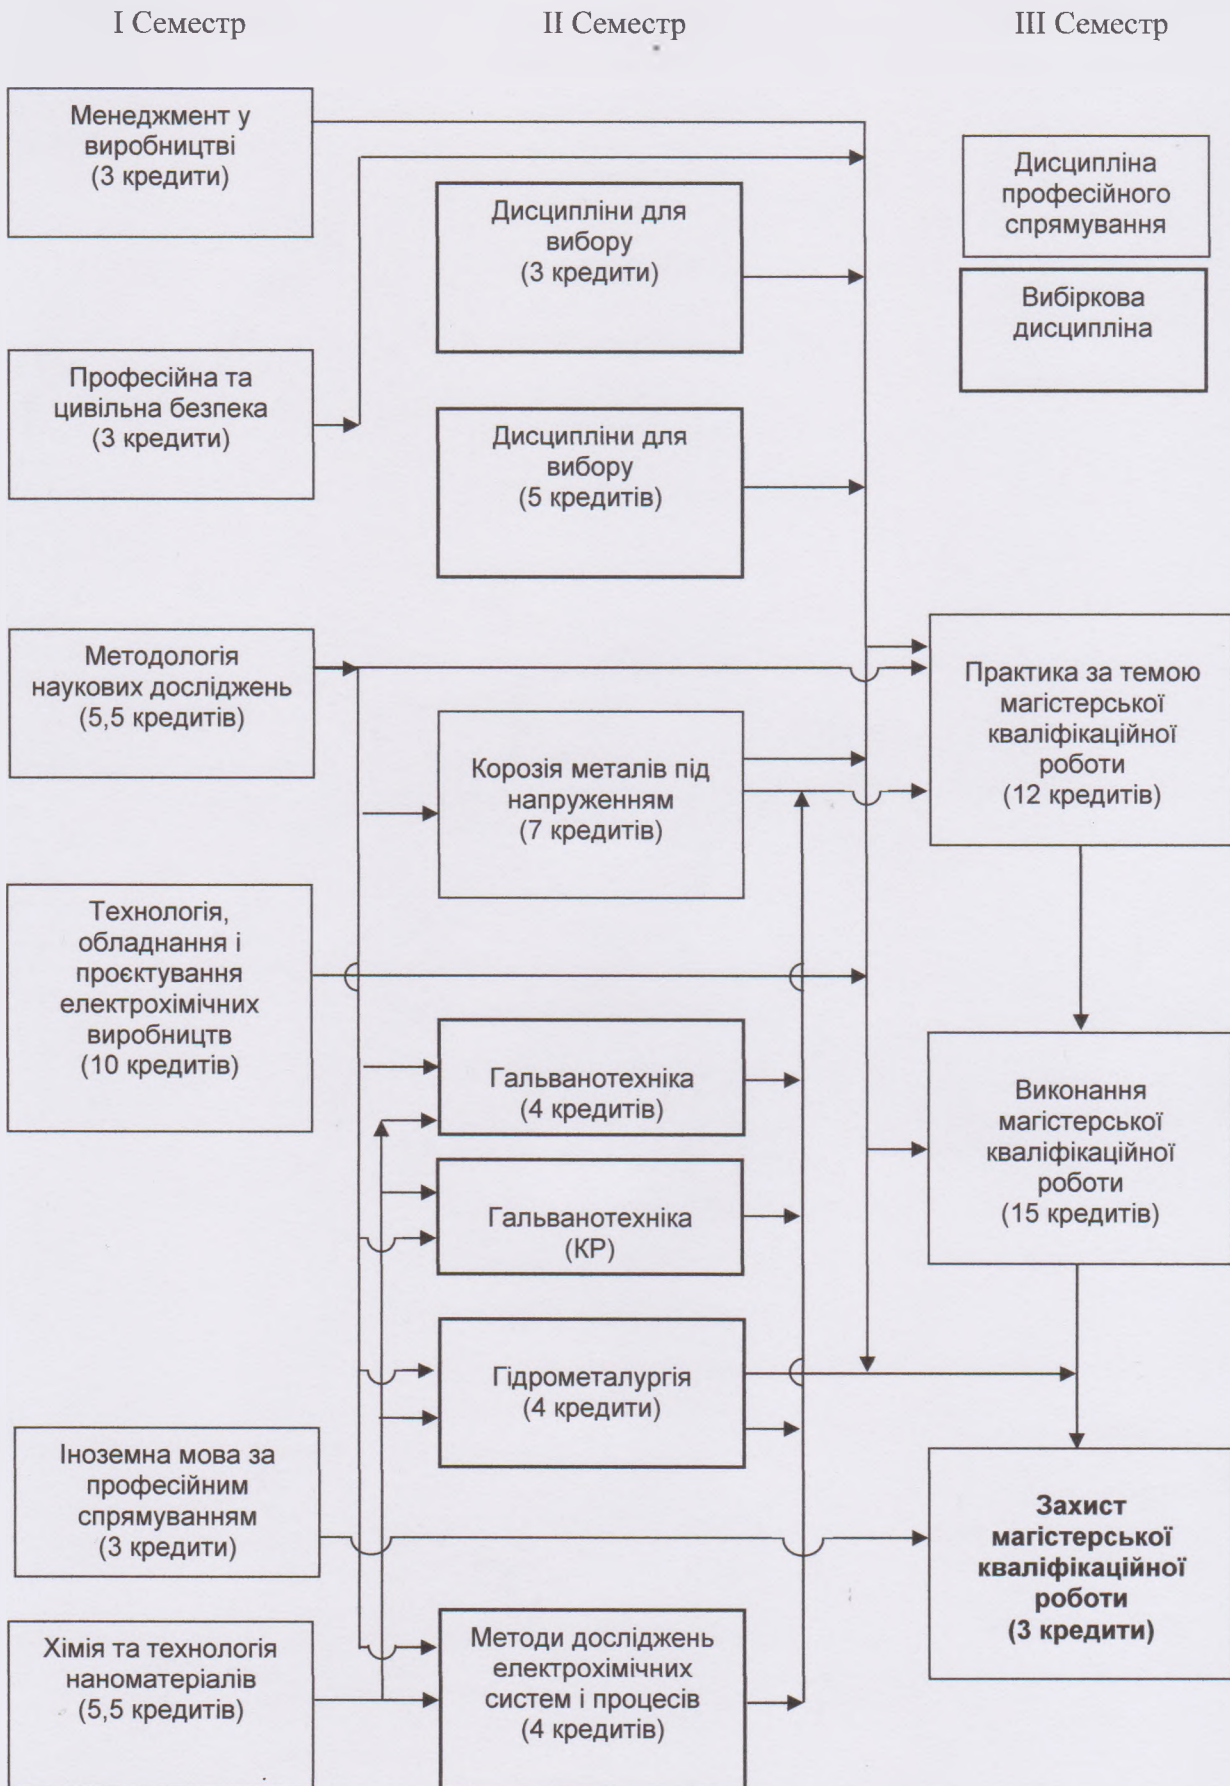 I Семестр
II Семестр
III Семестр
Менеджмент у
виробництві
(3 кредити)
Професійна та
цивільна безпека
(3 кредити)
Методологія
наукових досліджень
(5,5 кредитів)
Технологія,
обладнання і
проєктування
електрохімічних
виробництв
(10 кредитів)
Іноземна мова за
професійним
спрямуванням
(3 кредити)
Хімія та технологія
наноматеріалів
(5,5 кредитів)
Дисципліни для
вибору
(3 кредити)
Дисципліни для
вибору
(5 кредитів)
Корозія металів під
напруженням
(7 кредитів)
Гальванотехніка
(4 кредитів)
Гальванотехніка
(КР)
Гідрометалургія
(4 кредити)
Методи досліджень
електрохімічних
систем і процесів
(4 кредитів)
Дисципліна
професійного
спрямування
Вибіркова
дисципліна
Практика за темою
магістерської
кваліфікаційної
роботи
(12 кредитів)
Виконання
магістерської
кваліфікаційної
роботи
(15 кредитів)
Захист
магістерської
кваліфікаційної
роботи
(3 кредити)